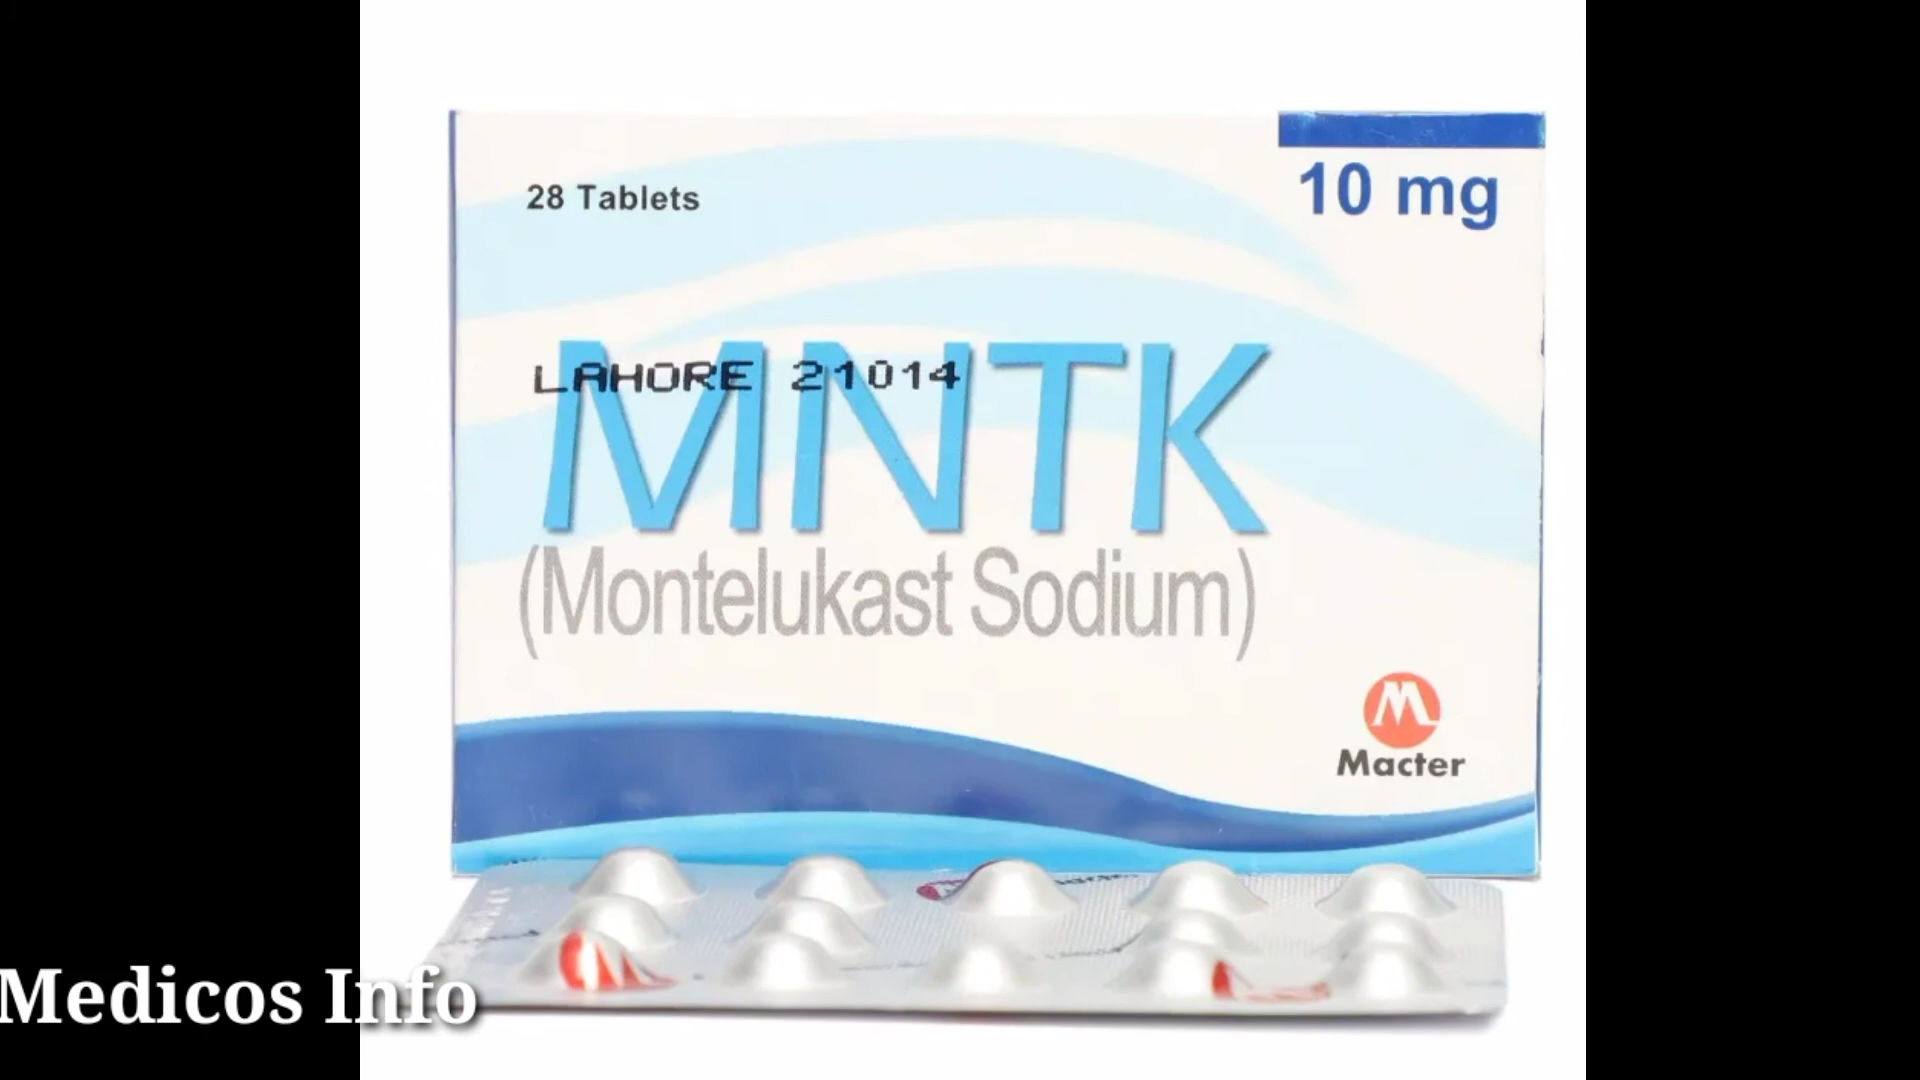 28 Tablets
10 mg
LAHORE 21014
MNTK
(Montelukast Sodium)
M
Macter
Medicos Info